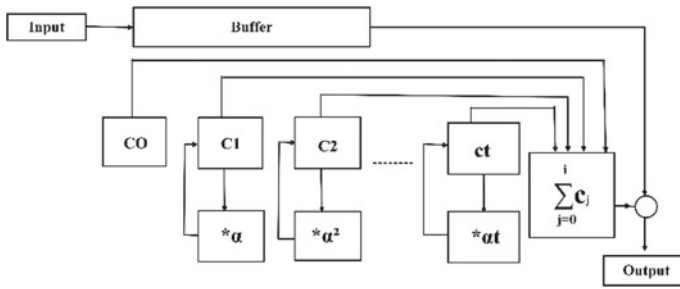 Input
Buffer
CO
C1
C2
........
ct
*α
*α²
*αt
i
∑cj
j=0
Output